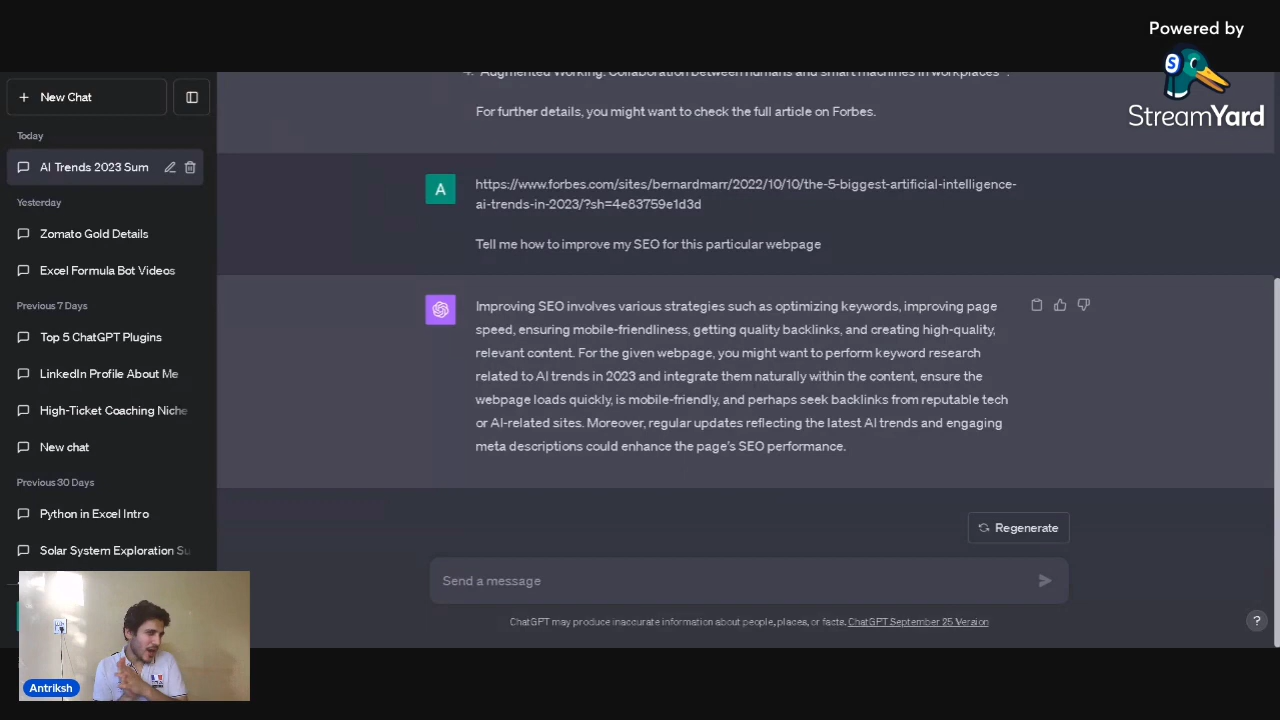 Powered by
StreamYard
New Chat
Today
AI Trends 2023 Sum
Yesterday
Zomato Gold Details
Excel Formula Bot Videos
Previous 7 Days
Top 5 ChatGPT Plugins
LinkedIn Profile About Me
High-Ticket Coaching Niche
New chat
Previous 30 Days
Python in Excel Intro
Solar System Exploration Su
Antriksh
Augmented Working: Collaboration between humans and smart machines in workplaces
For further details, you might want to check the full article on Forbes.
A
https://www.forbes.com/sites/bernardmarr/2022/10/10/the-5-biggest-artificial-intelligence-
ai-trends-in-2023/?sh=4e83759e1d3d
Tell me how to improve my SEO for this particular webpage
Improving SEO involves various strategies such as optimizing keywords, improving page
speed, ensuring mobile-friendliness, getting quality backlinks, and creating high-quality,
relevant content. For the given webpage, you might want to perform keyword research
related to AI trends in 2023 and integrate them naturally within the content, ensure the
webpage loads quickly, is mobile-friendly, and perhaps seek backlinks from reputable tech
or AI-related sites. Moreover, regular updates reflecting the latest AI trends and engaging
meta descriptions could enhance the page's SEO performance.
Regenerate
Send a message
ChatGPT may produce inaccurate information about people, places, or facts. ChatGPT September 25 Version
?